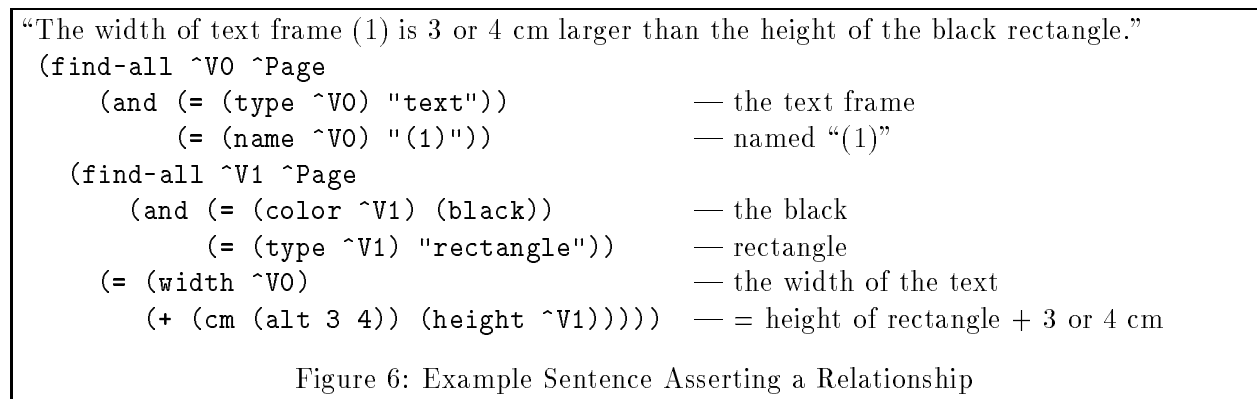 “The width of text frame (1) is 3 or 4 cm larger than the height of the black rectangle.”
(find-all ^V0 ^Page
(and (= (type ^V0) "text")) — the text frame
(= (name ^V0) "(1)")) — named “(1)”
(find-all ^V1 ^Page
(and (= (color ^V1) (black)) — the black
(= (type ^V1) "rectangle")) — rectangle
(= (width ^V0) — the width of the text
(+ (cm (alt 3 4)) (height ^V1))))) — = height of rectangle + 3 or 4 cm
Figure 6: Example Sentence Asserting a Relationship